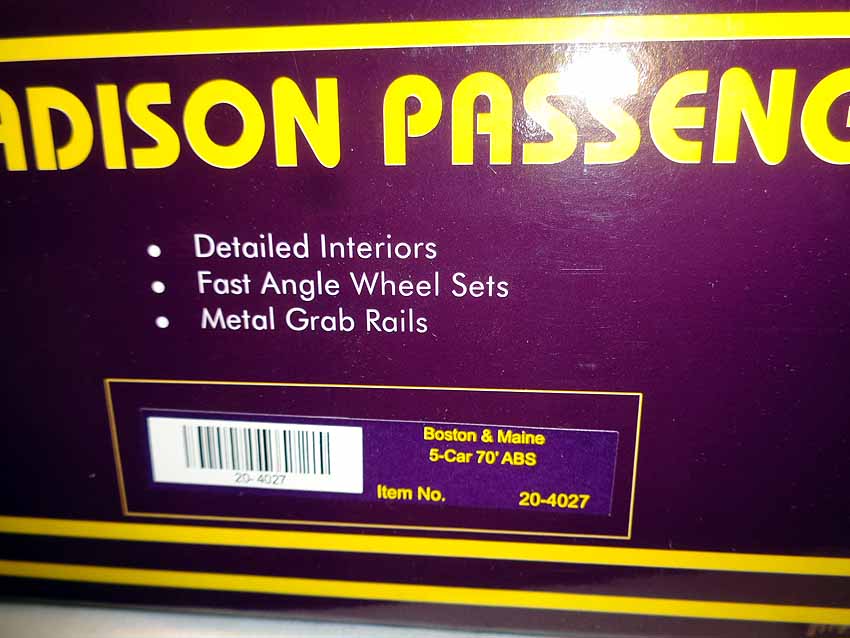 ADISON PASSENG
• Detailed Interiors
• Fast Angle Wheel Sets
• Metal Grab Rails
Boston & Maine
5-Car 70' ABS
20-4027
Item No. 20-4027